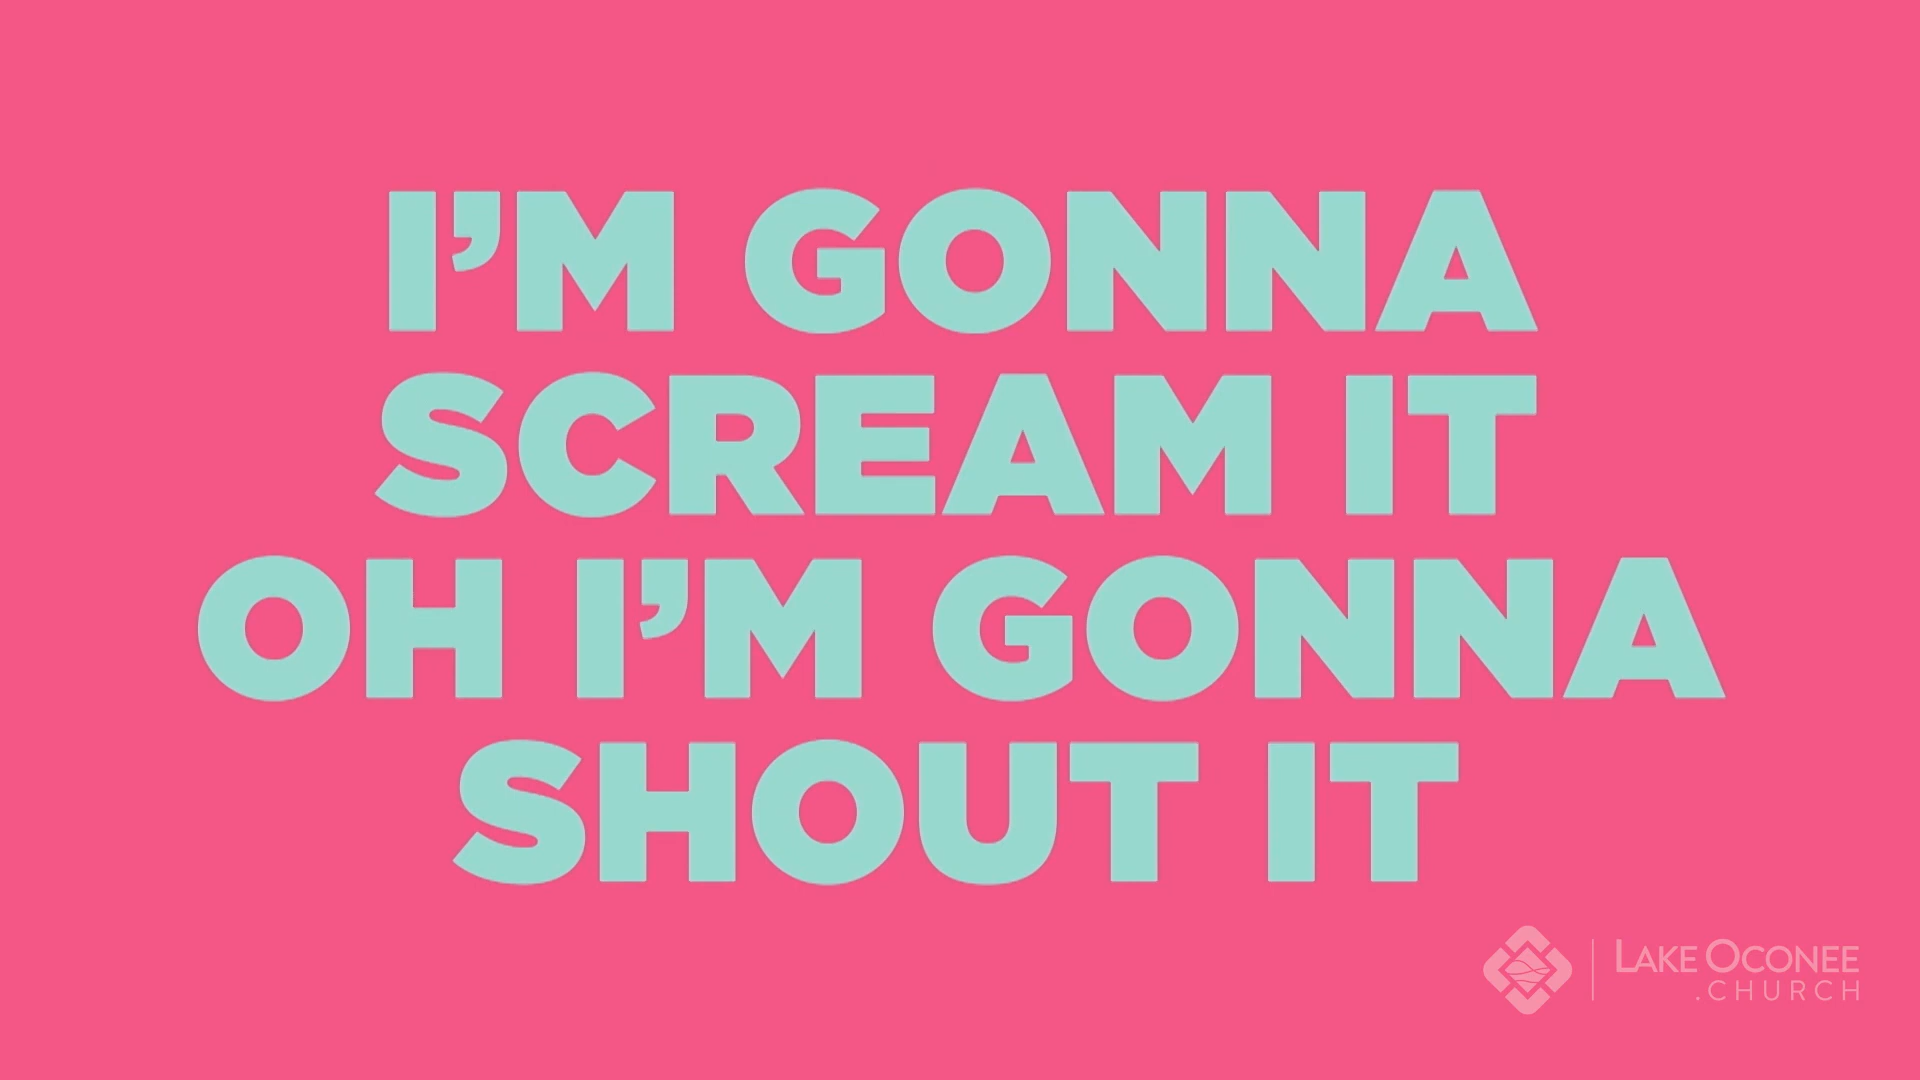 I’M GONNA
SCREAM IT
OH I’M GONNA
SHOUT IT
LAKE OCONEE
.CHURCH